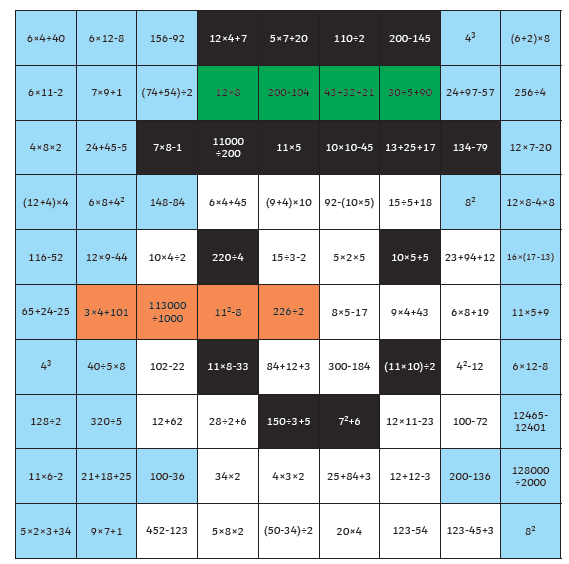 6×4+40 6×12-8 156-92 12×4+7 5×7+20 110÷2 200-145 4³ (6+2)×8
6×11-2 7×9+1 (74+54)÷2 12×8 200-104 43+32+21 30÷5+90 24+97-57 256÷4
4×8×2 24+45-5 7×8-1 11000 ÷200 11×5 10×10-45 13+25+17 134-79 12×7-20
(12+4)×4 6×8+4² 148-84 6×4+45 (9+4)×10 92-(10×5) 15÷5+18 8² 12×8-4×8
116-52 12×9-44 10×4÷2 220÷4 15÷3-2 5×2×5 10×5+5 23+94+12 16×(17-13)
65+24-25 3×4+101 113000 ÷1000 11²-8 226÷2 8×5-17 9×4+43 6×8+19 11×5+9
4³ 40÷5×8 102-22 11×8-33 84+12+3 300-184 (11×10)÷2 4²-12 6×12-8
128÷2 320÷5 12+62 28÷2+6 150÷3+5 7²+6 12×11-23 100-72 12465-12401
11×6-2 21+18+25 100-36 34×2 4×3×2 25+84+3 12+12-3 200-136 128000 ÷2000
5×2×3+34 9×7+1 452-123 5×8×2 (50-34)÷2 20×4 123-54 123-45+3 8²